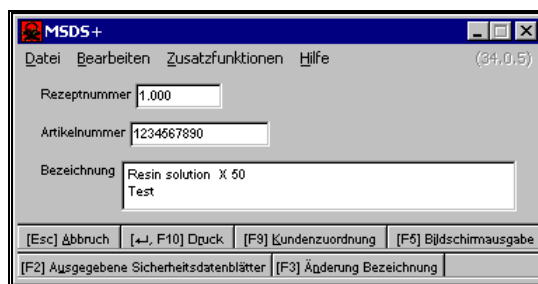 MSDS+
Datei Bearbeiten Zusatzfunktionen Hilfe (34.0.5)
Rezeptnummer 1.000
Artikelnummer 1234567890
Bezeichnung Resin solution X 50
Test
[Esc] Abbruch [↵, F10] Druck [F9] Kundenzuordnung [F5] Bildschirmausgabe
[F2] Ausgegebene Sicherheitsdatenblätter [F3] Änderung Bezeichnung